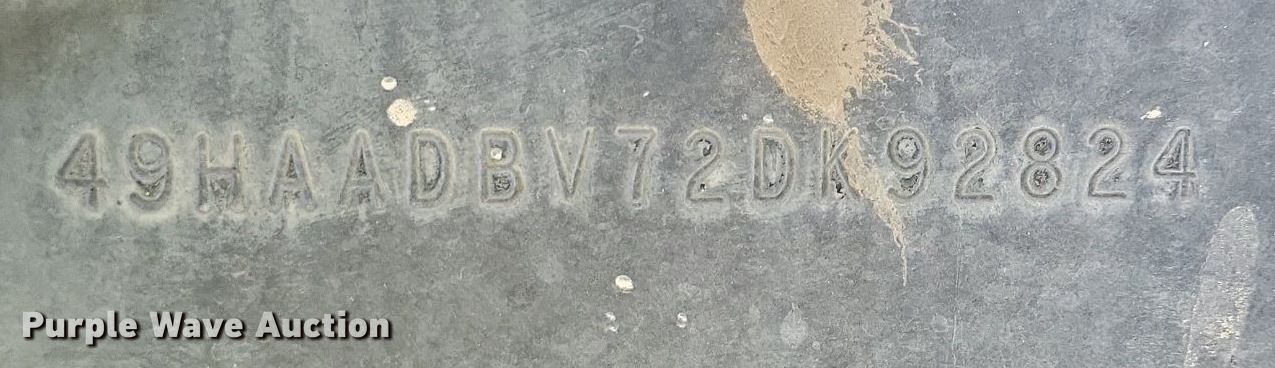 49HAADBV72DK92824
Purple Wave Auction